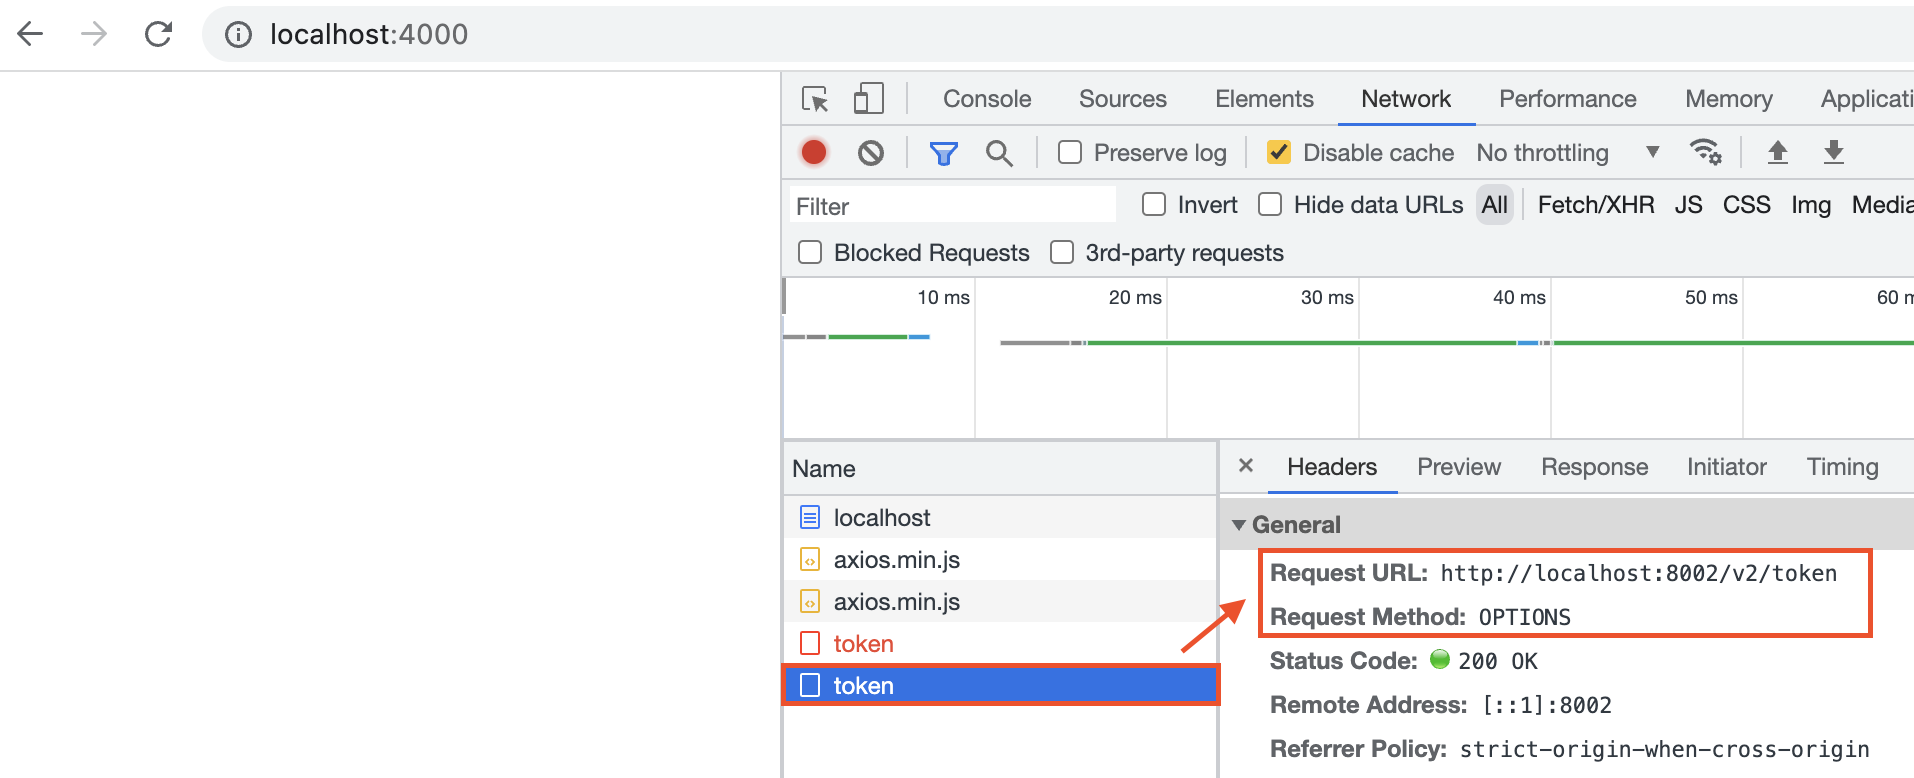 localhost:4000
Console Sources Elements Network Performance Memory Applicati
Preserve log Disable cache No throttling
Filter Invert Hide data URLs All Fetch/XHR JS CSS Img Media
Blocked Requests 3rd-party requests
10 ms 20 ms 30 ms 40 ms 50 ms 60 m
Name
localhost
axios.min.js
axios.min.js
token
token
× Headers Preview Response Initiator Timing
General
Request URL: http://localhost:8002/v2/token
Request Method: OPTIONS
Status Code: 200 OK
Remote Address: [::1]:8002
Referrer Policy: strict-origin-when-cross-origin